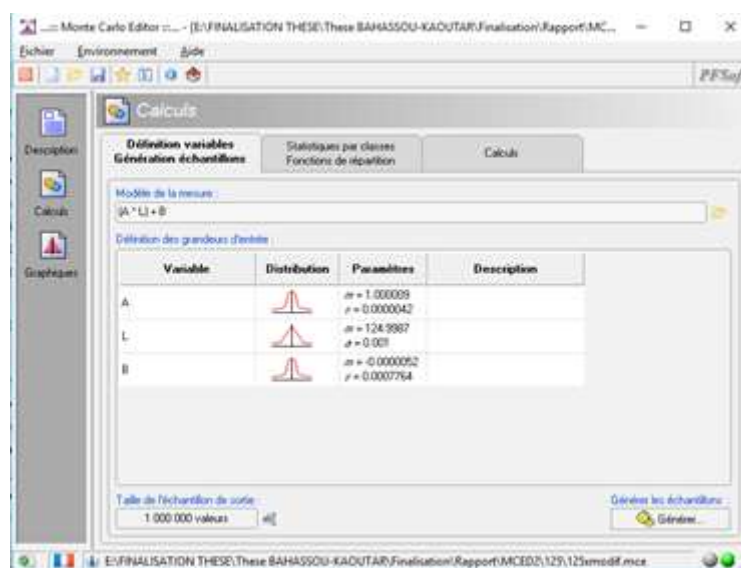 ...:: Monte Carlo Editor ::... - [E:\FINALISATION THESE\These BAHASSOU-KAOUTAR\Finalisation\Rapport\MC...
Fichier Environnement Aide
PFSof
Calculs
Description
Calculs
Graphiques
Définition variables
Génération échantillons
Statistiques par classes
Fonctions de répartition
Calculs
Modèle de la mesure :
(A * L) + B
Définition des grandeurs d'entrée :
Variable Distribution Paramètres Description
A
m = 1.000009
s = 0.0000042
L
m = 124.9987
a = 0.001
B
m = -0.0000052
s = 0.0007764
Taille de l'échantillon de sortie :
1 000 000 valeurs
Générer les échantillons :
Générer...
E:\FINALISATION THESE\These BAHASSOU-KAOUTAR\Finalisation\Rapport\MCED2\125\125smodif.mce